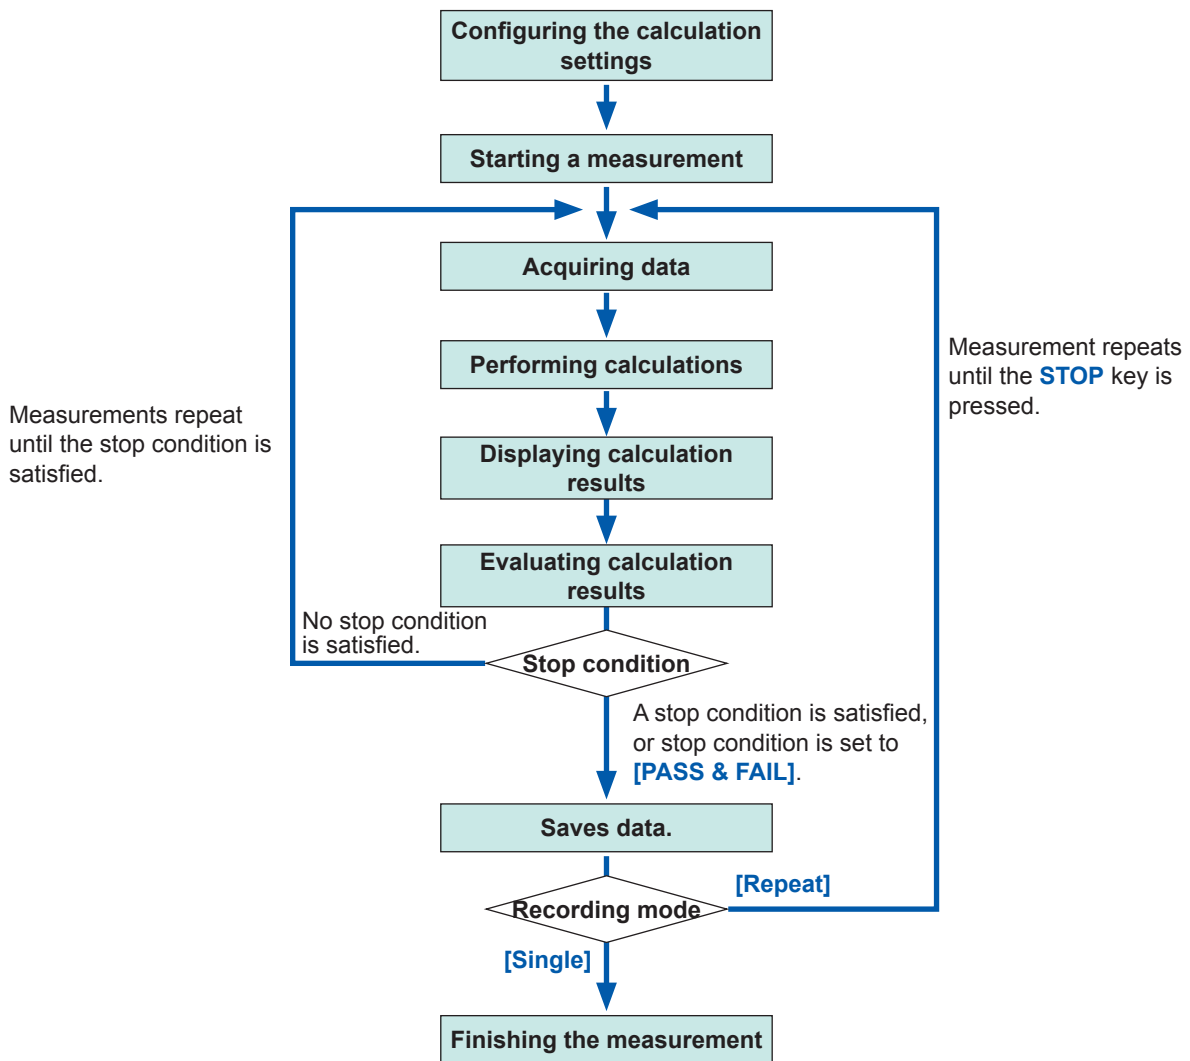 Configuring the calculation
settings
Starting a measurement
Acquiring data
Performing calculations
Measurement repeats
until the STOP key is
pressed.
Measurements repeat
until the stop condition is
satisfied.
Displaying calculation
results
Evaluating calculation
results
No stop condition
is satisfied.
Stop condition
A stop condition is satisfied,
or stop condition is set to
[PASS & FAIL].
Saves data.
[Repeat]
Recording mode
[Single]
Finishing the measurement